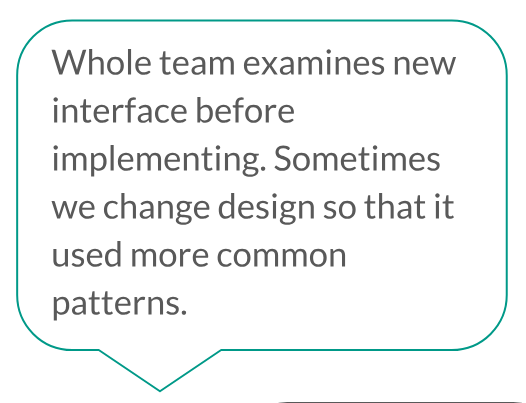 Whole team examines new
interface before
implementing. Sometimes
we change design so that it
used more common
patterns.